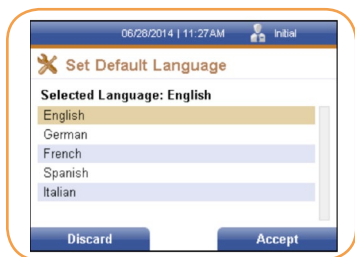 06/28/2014 | 11:27AM Initial
Set Default Language
Selected Language: English
English
German
French
Spanish
Italian
Discard Accept